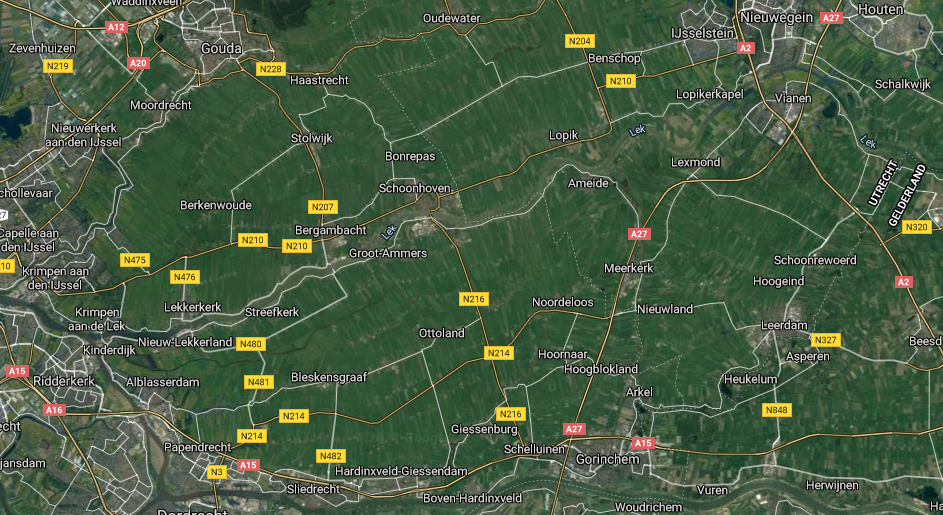 Waddinxveen
Oudewater
Nieuwegein
A27
Houten
A12
Zevenhuizen
Gouda
N204
IJsselstein
A2
N219
A20
N228
Haastrecht
Benschop
N210
Lopikerkapel
Vianen
Schalkwijk
Moordrecht
Nieuwerkerk
aan den IJssel
Stolwijk
Lopik
Lek
Lek
Bonrepas
Lexmond
Schoonhoven
Ameide
UTRECHT
GELDERLAND
chollevaar
Berkenwoude
N207
Bergambacht
Lek
A27
N320
Capelle aan
den IJssel
N210
N210
Groot-Ammers
N475
N476
Krimpen aan
den IJssel
10
Meerkerk
Schoonrewoerd
Hoogeind
A2
Lekkerkerk
Streefkerk
N216
Noordeloos
Nieuwland
Krimpen
aan de Lek
Leerdam
N327
Beesd
Kinderdijk
Nieuw-Lekkerland
N480
Ottoland
N214
Hoornaar
Asperen
Hoogblokland
A15
Ridderkerk
Alblasserdam
N481
Bleskensgraaf
Heukelum
Arkel
A16
N214
N216
N848
echt
N214
Giessenburg
A27
A15
Papendrecht
Schelluinen
Gorinchem
jansdam
N3
A15
N482
Hardinxveld-Giessendam
Sliedrecht
Boven-Hardinxveld
Vuren
Herwijnen
Woudrichem
Dordrecht